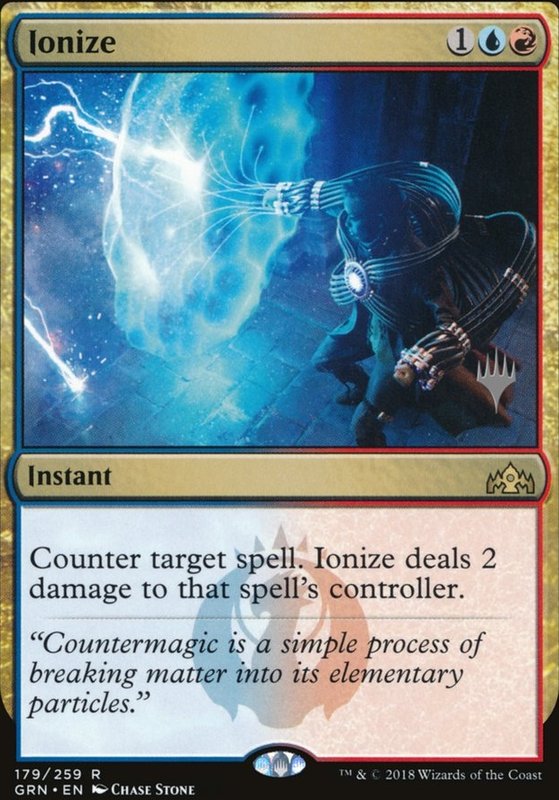 Ionize
1
Instant
Counter target spell. Ionize deals 2
damage to that spell's controller.
“Countermagic is a simple process of
breaking matter into its elementary
particles.”
179/259 R
GRN • EN Chase Stone
™ & © 2018 Wizards of the Coast